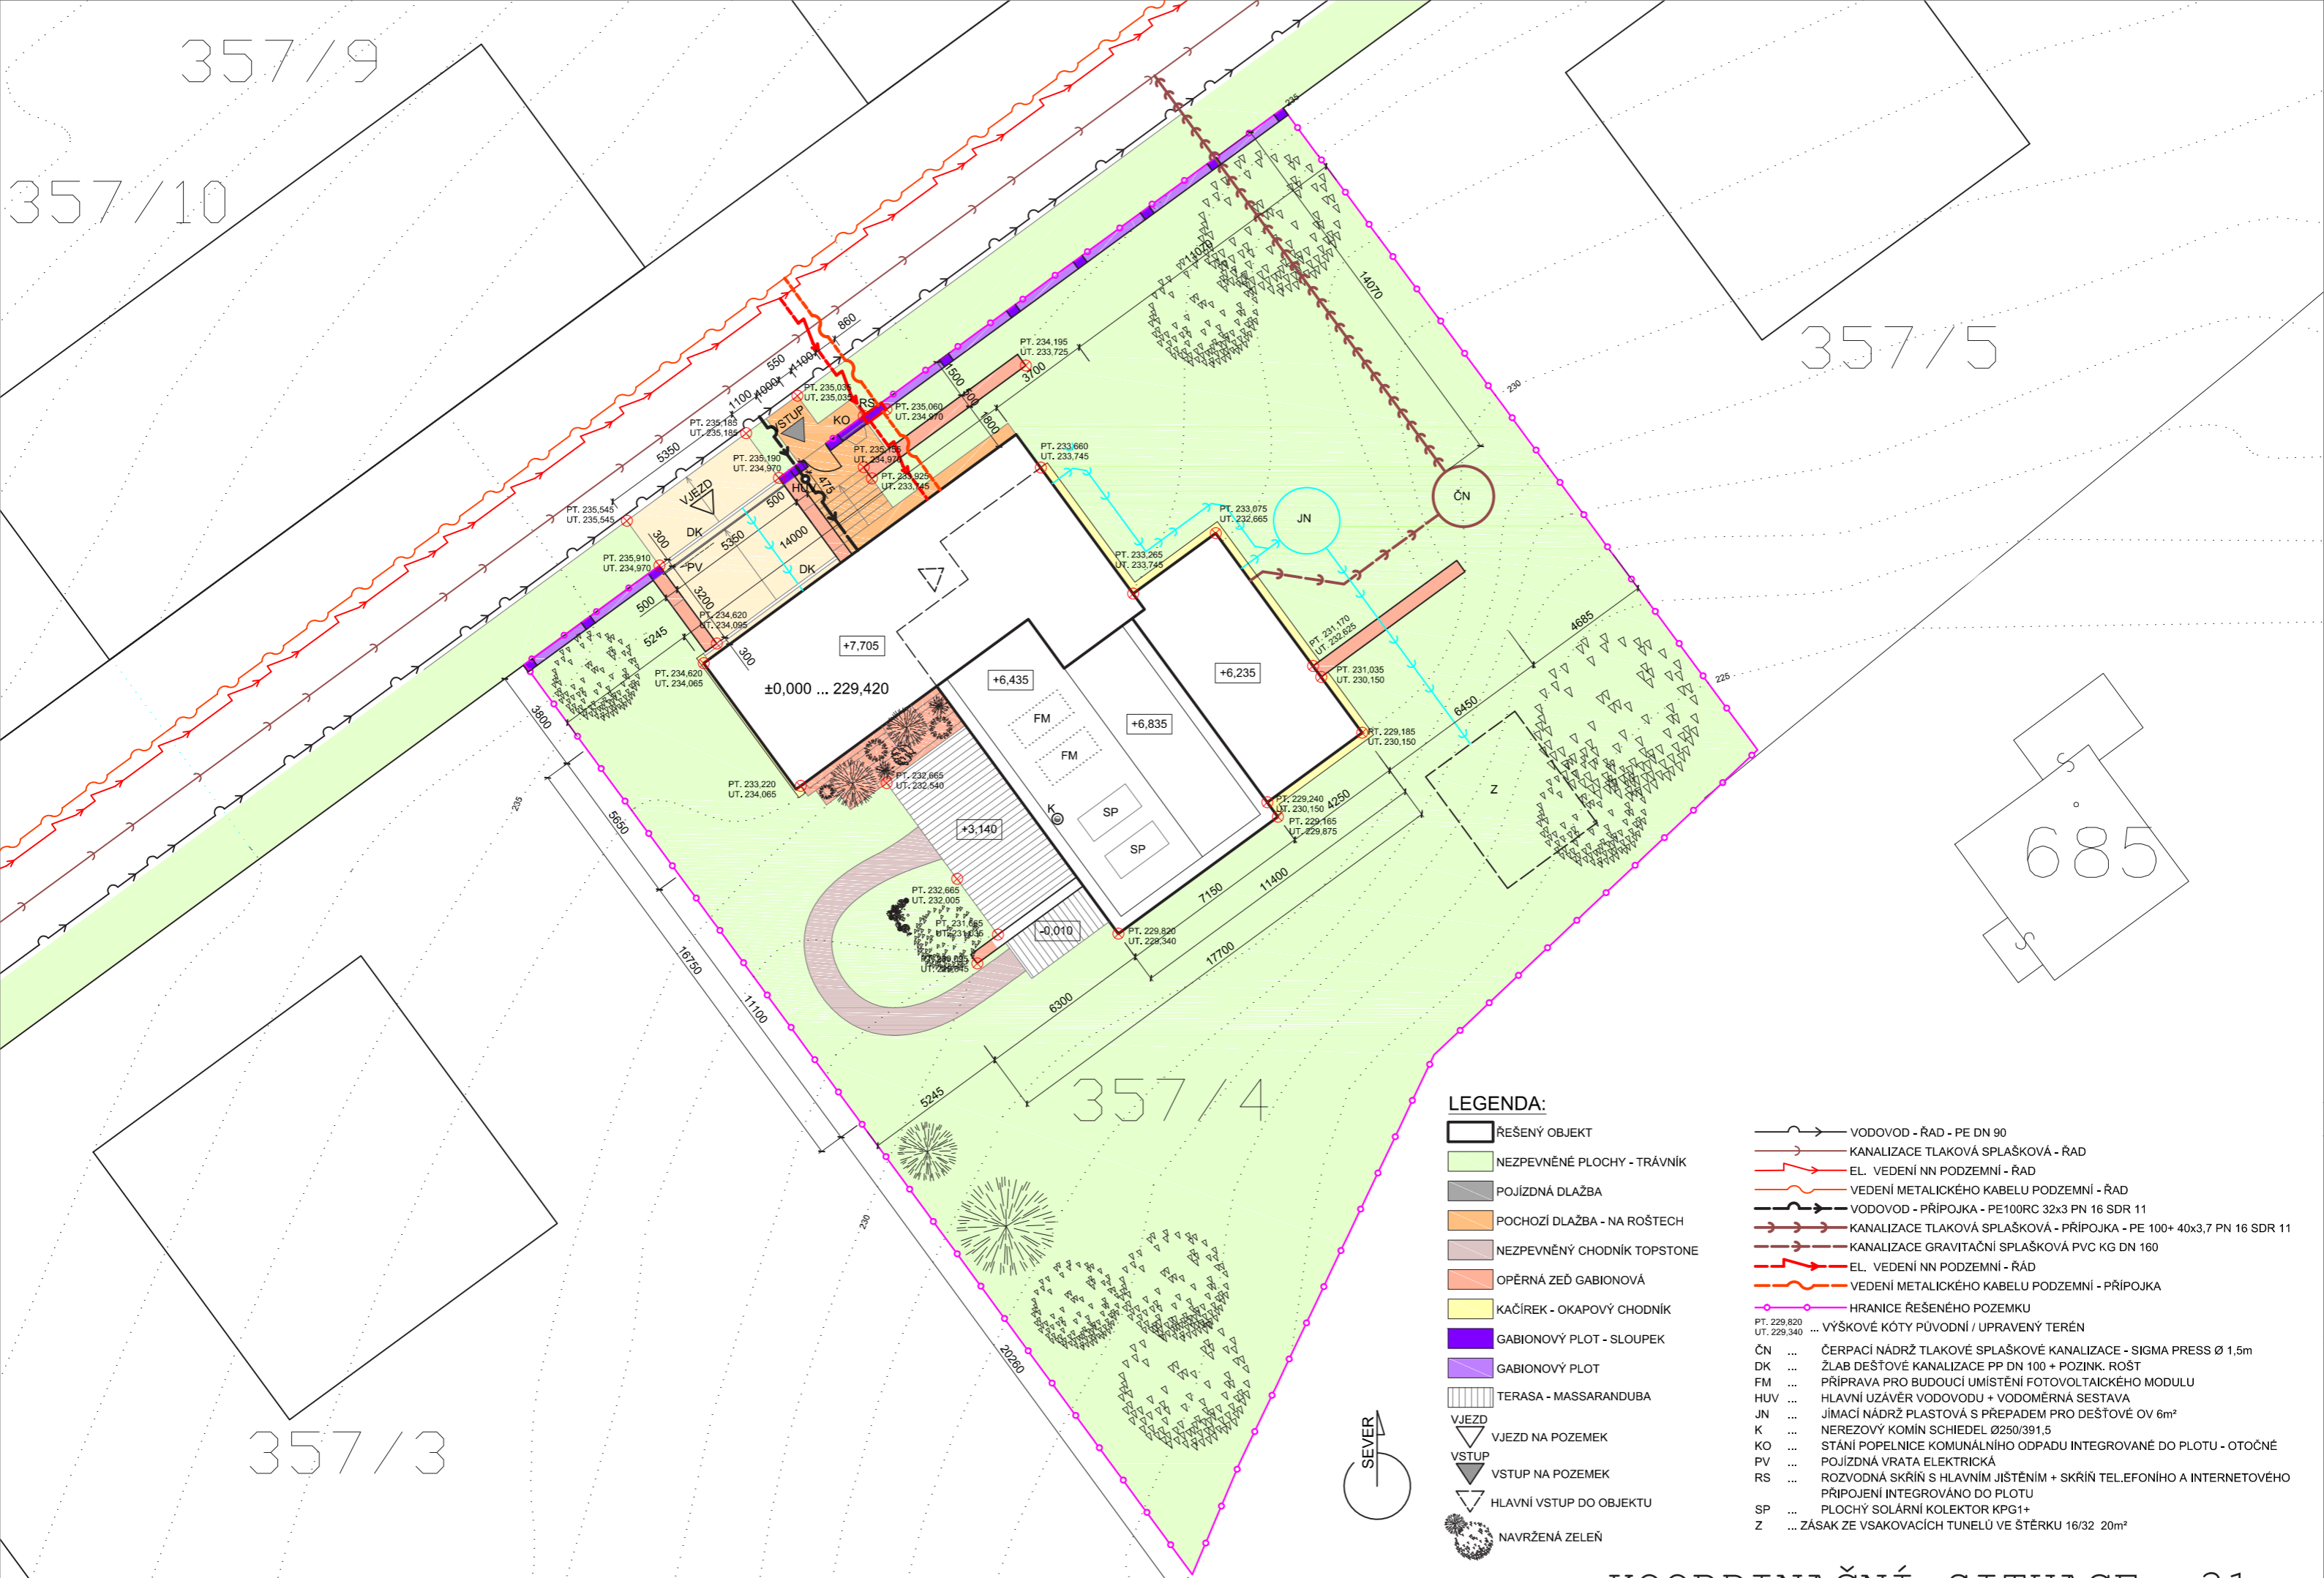 357/9
357/10
357/5
235
11070
14070
860
1100
550
4000
1100
PT. 234,195
UT. 233,725
3700
1500
500
1800
PT. 235,035
UT. 235,035
RS
PT. 235,060
UT. 234,970
KO
VSTUP
PT. 235,185
UT. 235,185
5350
PT. 235,190
UT. 234,970
PT. 235,155
UT. 234,970
PT. 233,925
UT. 233,745
HUV
475
500
VJEZD
PT. 235,545
UT. 235,545
DK
300
5350
14000
DK
PT. 235,910
UT. 234,970
PV
500
3200
5245
PT. 234,620
UT. 234,095
300
PT. 234,620
UT. 234,065
PT. 233,660
UT. 233,745
230
ČN
JN
PT. 233,075
UT. 232,665
PT. 233,265
UT. 233,745
4685
PT. 231,170
UT. 232,625
PT. 231,035
UT. 230,150
225
6450
+7,705
±0,000 ... 229,420
+6,435
+6,235
+6,835
FM
FM
SP
SP
K
PT. 229,185
UT. 230,150
Z
3800
235
5650
PT. 233,220
UT. 234,065
PT. 232,665
UT. 232,540
+3,140
PT. 229,240
UT. 230,150
4250
PT. 229,165
UT. 229,875
685
7150
11400
17700
PT. 232,665
UT. 232,005
-0,010
PT. 229,820
UT. 229,340
16750
11100
6300
5245
230
357/4
357/3
20260
SEVER
LEGENDA:
ŘEŠENÝ OBJEKT
NEZPEVNĚNÉ PLOCHY - TRÁVNÍK
POJÍZDNÁ DLAŽBA
POCHOZÍ DLAŽBA - NA ROŠTECH
NEZPEVNĚNÝ CHODNÍK TOPSTONE
OPĚRNÁ ZEĎ GABIONOVÁ
KAČÍREK - OKAPOVÝ CHODNÍK
GABIONOVÝ PLOT - SLOUPEK
GABIONOVÝ PLOT
TERASA - MASSARANDUBA
VJEZD
VJEZD NA POZEMEK
VSTUP
VSTUP NA POZEMEK
HLAVNÍ VSTUP DO OBJEKTU
NAVRŽENÁ ZELEŇ
VODOVOD - ŘAD - PE DN 90
KANALIZACE TLAKOVÁ SPLAŠKOVÁ - ŘAD
EL. VEDENÍ NN PODZEMNÍ - ŘAD
VEDENÍ METALICKÉHO KABELU PODZEMNÍ - ŘAD
VODOVOD - PŘÍPOJKA - PE100RC 32x3 PN 16 SDR 11
KANALIZACE TLAKOVÁ SPLAŠKOVÁ - PŘÍPOJKA - PE 100+ 40x3,7 PN 16 SDR 11
KANALIZACE GRAVITAČNÍ SPLAŠKOVÁ PVC KG DN 160
EL. VEDENÍ NN PODZEMNÍ - ŘÁD
VEDENÍ METALICKÉHO KABELU PODZEMNÍ - PŘÍPOJKA
HRANICE ŘEŠENÉHO POZEMKU
PT. 229,820
UT. 229,340 ... VÝŠKOVÉ KÓTY PŮVODNÍ / UPRAVENÝ TERÉN
ČN ... ČERPACÍ NÁDRŽ TLAKOVÉ SPLAŠKOVÉ KANALIZACE - SIGMA PRESS Ø 1,5m
DK ... ŽLAB DEŠŤOVÉ KANALIZACE PP DN 100 + POZINK. ROŠT
FM ... PŘÍPRAVA PRO BUDOUCÍ UMÍSTĚNÍ FOTOVOLTAICKÉHO MODULU
HUV ... HLAVNÍ UZÁVĚR VODOVODU + VODOMĚRNÁ SESTAVA
JN ... JÍMACÍ NÁDRŽ PLASTOVÁ S PŘEPADEM PRO DEŠŤOVÉ OV 6m²
K ... NEREZOVÝ KOMÍN SCHIEDEL Ø250/391,5
KO ... STÁNÍ POPELNICE KOMUNÁLNÍHO ODPADU INTEGROVANÉ DO PLOTU - OTOČNÉ
PV ... POJÍZDNÁ VRATA ELEKTRICKÁ
RS ... ROZVODNÁ SKŘÍŇ S HLAVNÍM JIŠTĚNÍM + SKŘÍŇ TEL.EFONÍHO A INTERNETOVÉHO
PŘIPOJENÍ INTEGROVÁNO DO PLOTU
SP ... PLOCHÝ SOLÁRNÍ KOLEKTOR KPG1+
Z ... ZÁSAK ZE VSAKOVACÍCH TUNELŮ VE ŠTĚRKU 16/32 20m²